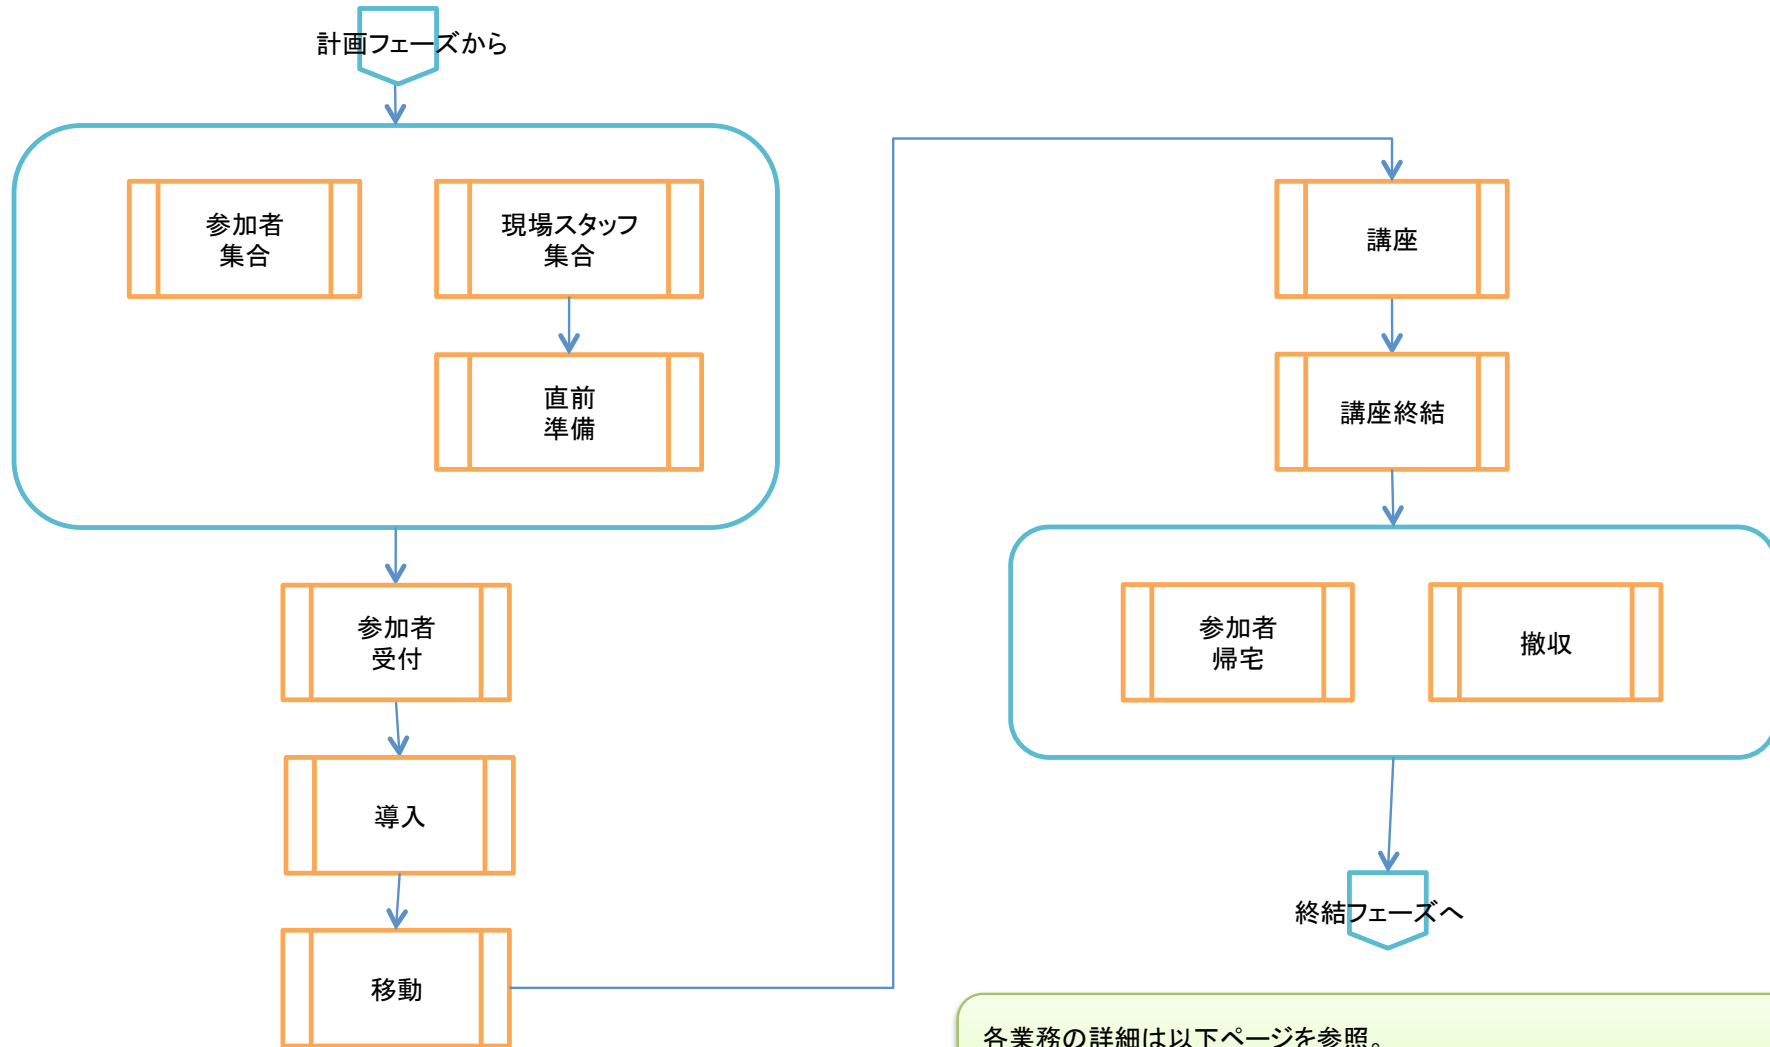 計画フェーズから
参加者
集合
現場スタッフ
集合
直前
準備
参加者
受付
導入
移動
講座
講座終結
参加者
帰宅
撤収
終結フェーズへ
各業務の詳細は以下ページを参照。